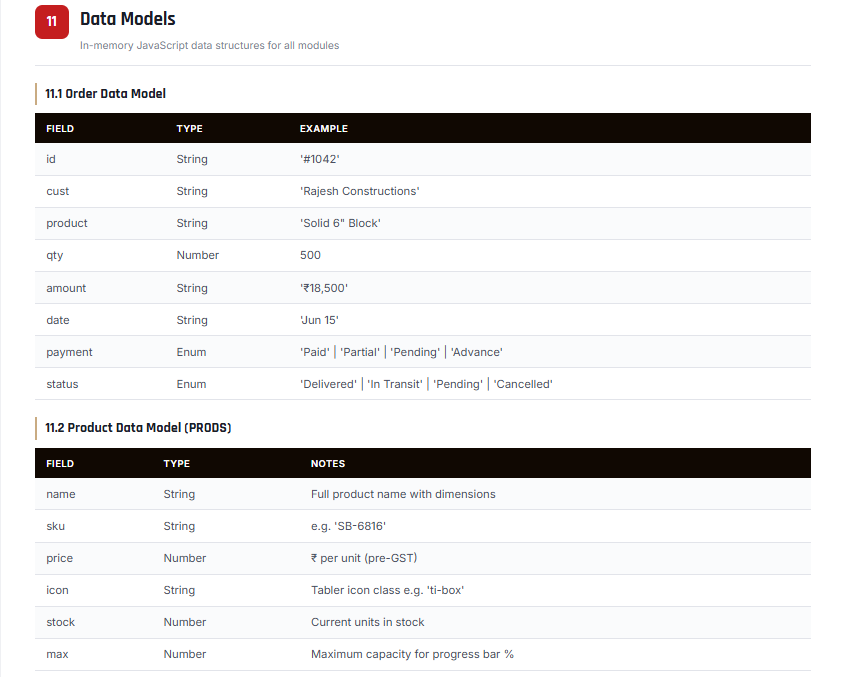 11 Data Models
In-memory JavaScript data structures for all modules
11.1 Order Data Model
FIELD TYPE EXAMPLE
id String '#1042'
cust String 'Rajesh Constructions'
product String 'Solid 6" Block'
qty Number 500
amount String '₹18,500'
date String 'Jun 15'
payment Enum 'Paid' | 'Partial' | 'Pending' | 'Advance'
status Enum 'Delivered' | 'In Transit' | 'Pending' | 'Cancelled'
11.2 Product Data Model (PRODS)
FIELD TYPE NOTES
name String Full product name with dimensions
sku String e.g. 'SB-6816'
price Number ₹ per unit (pre-GST)
icon String Tabler icon class e.g. 'ti-box'
stock Number Current units in stock
max Number Maximum capacity for progress bar %